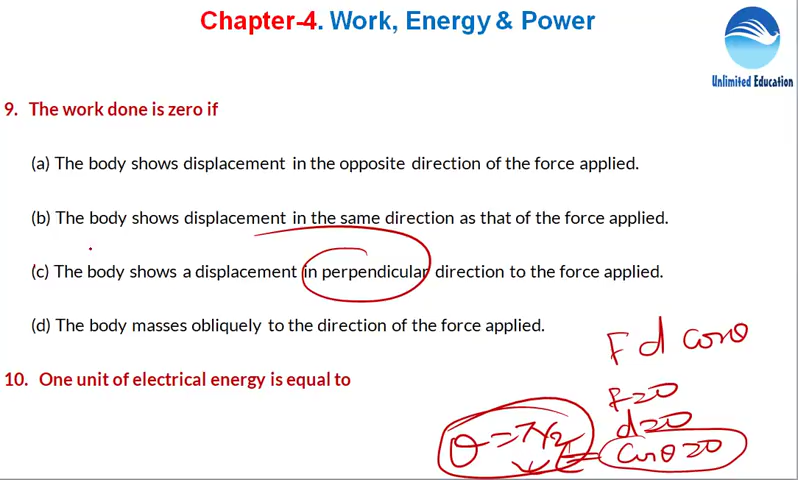 Chapter-4. Work, Energy & Power
Unlimited Education
9. The work done is zero if
(a) The body shows displacement in the opposite direction of the force applied.
(b) The body shows displacement in the same direction as that of the force applied.
(c) The body shows a displacement in perpendicular direction to the force applied.
(d) The body masses obliquely to the direction of the force applied.
F d cosθ
10. One unit of electrical energy is equal to
F=0
d=0
θ = π/2
cosθ=0